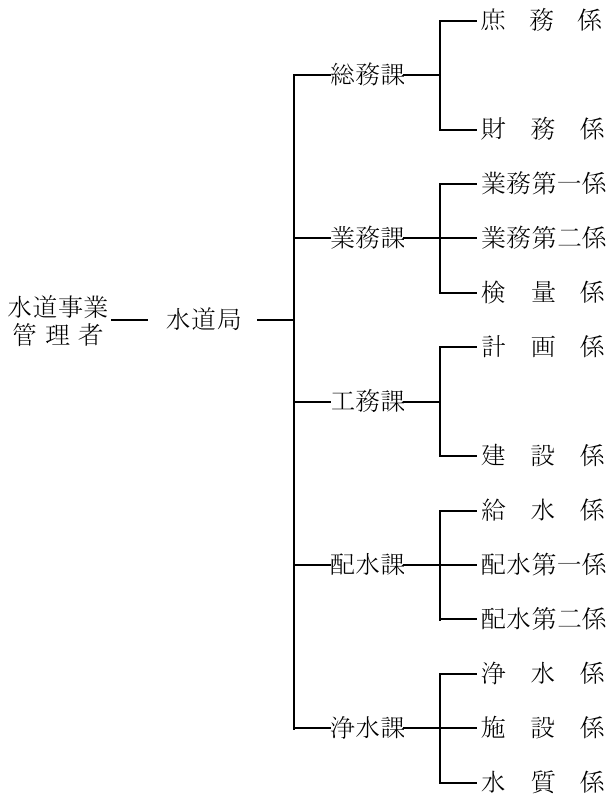 水道事業
管理者
水道局
総務課
庶務係
財務係
業務課
業務第一係
業務第二係
検量係
工務課
計画係
建設係
配水課
給水係
配水第一係
配水第二係
浄水課
浄水係
施設係
水質係